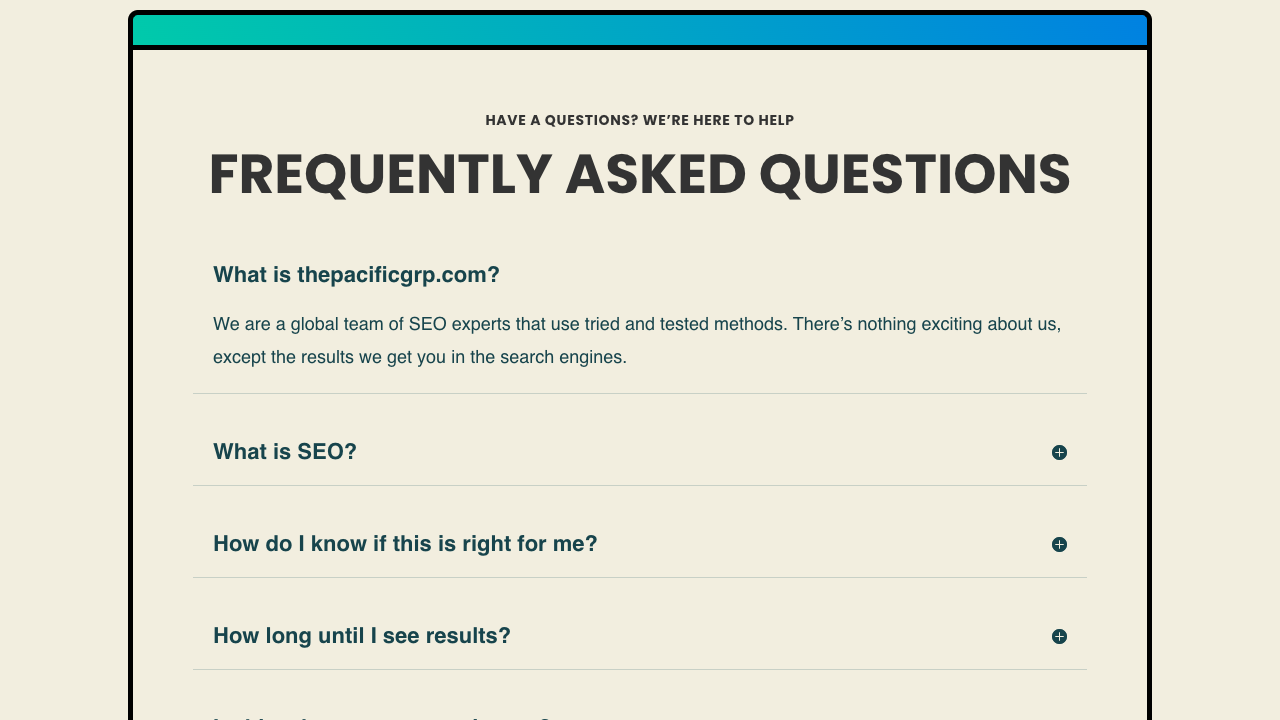 HAVE A QUESTIONS? WE’RE HERE TO HELP
FREQUENTLY ASKED QUESTIONS
What is thepacificgrp.com?
We are a global team of SEO experts that use tried and tested methods. There’s nothing exciting about us,
except the results we get you in the search engines.
What is SEO?
How do I know if this is right for me?
How long until I see results?